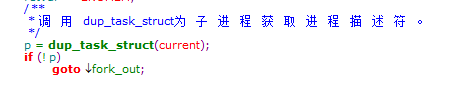 /**
*调用 dup_task_struct为子进程获取进程描述符。
*/
p = dup_task_struct(current);
if (!p)
goto ↓fork_out;